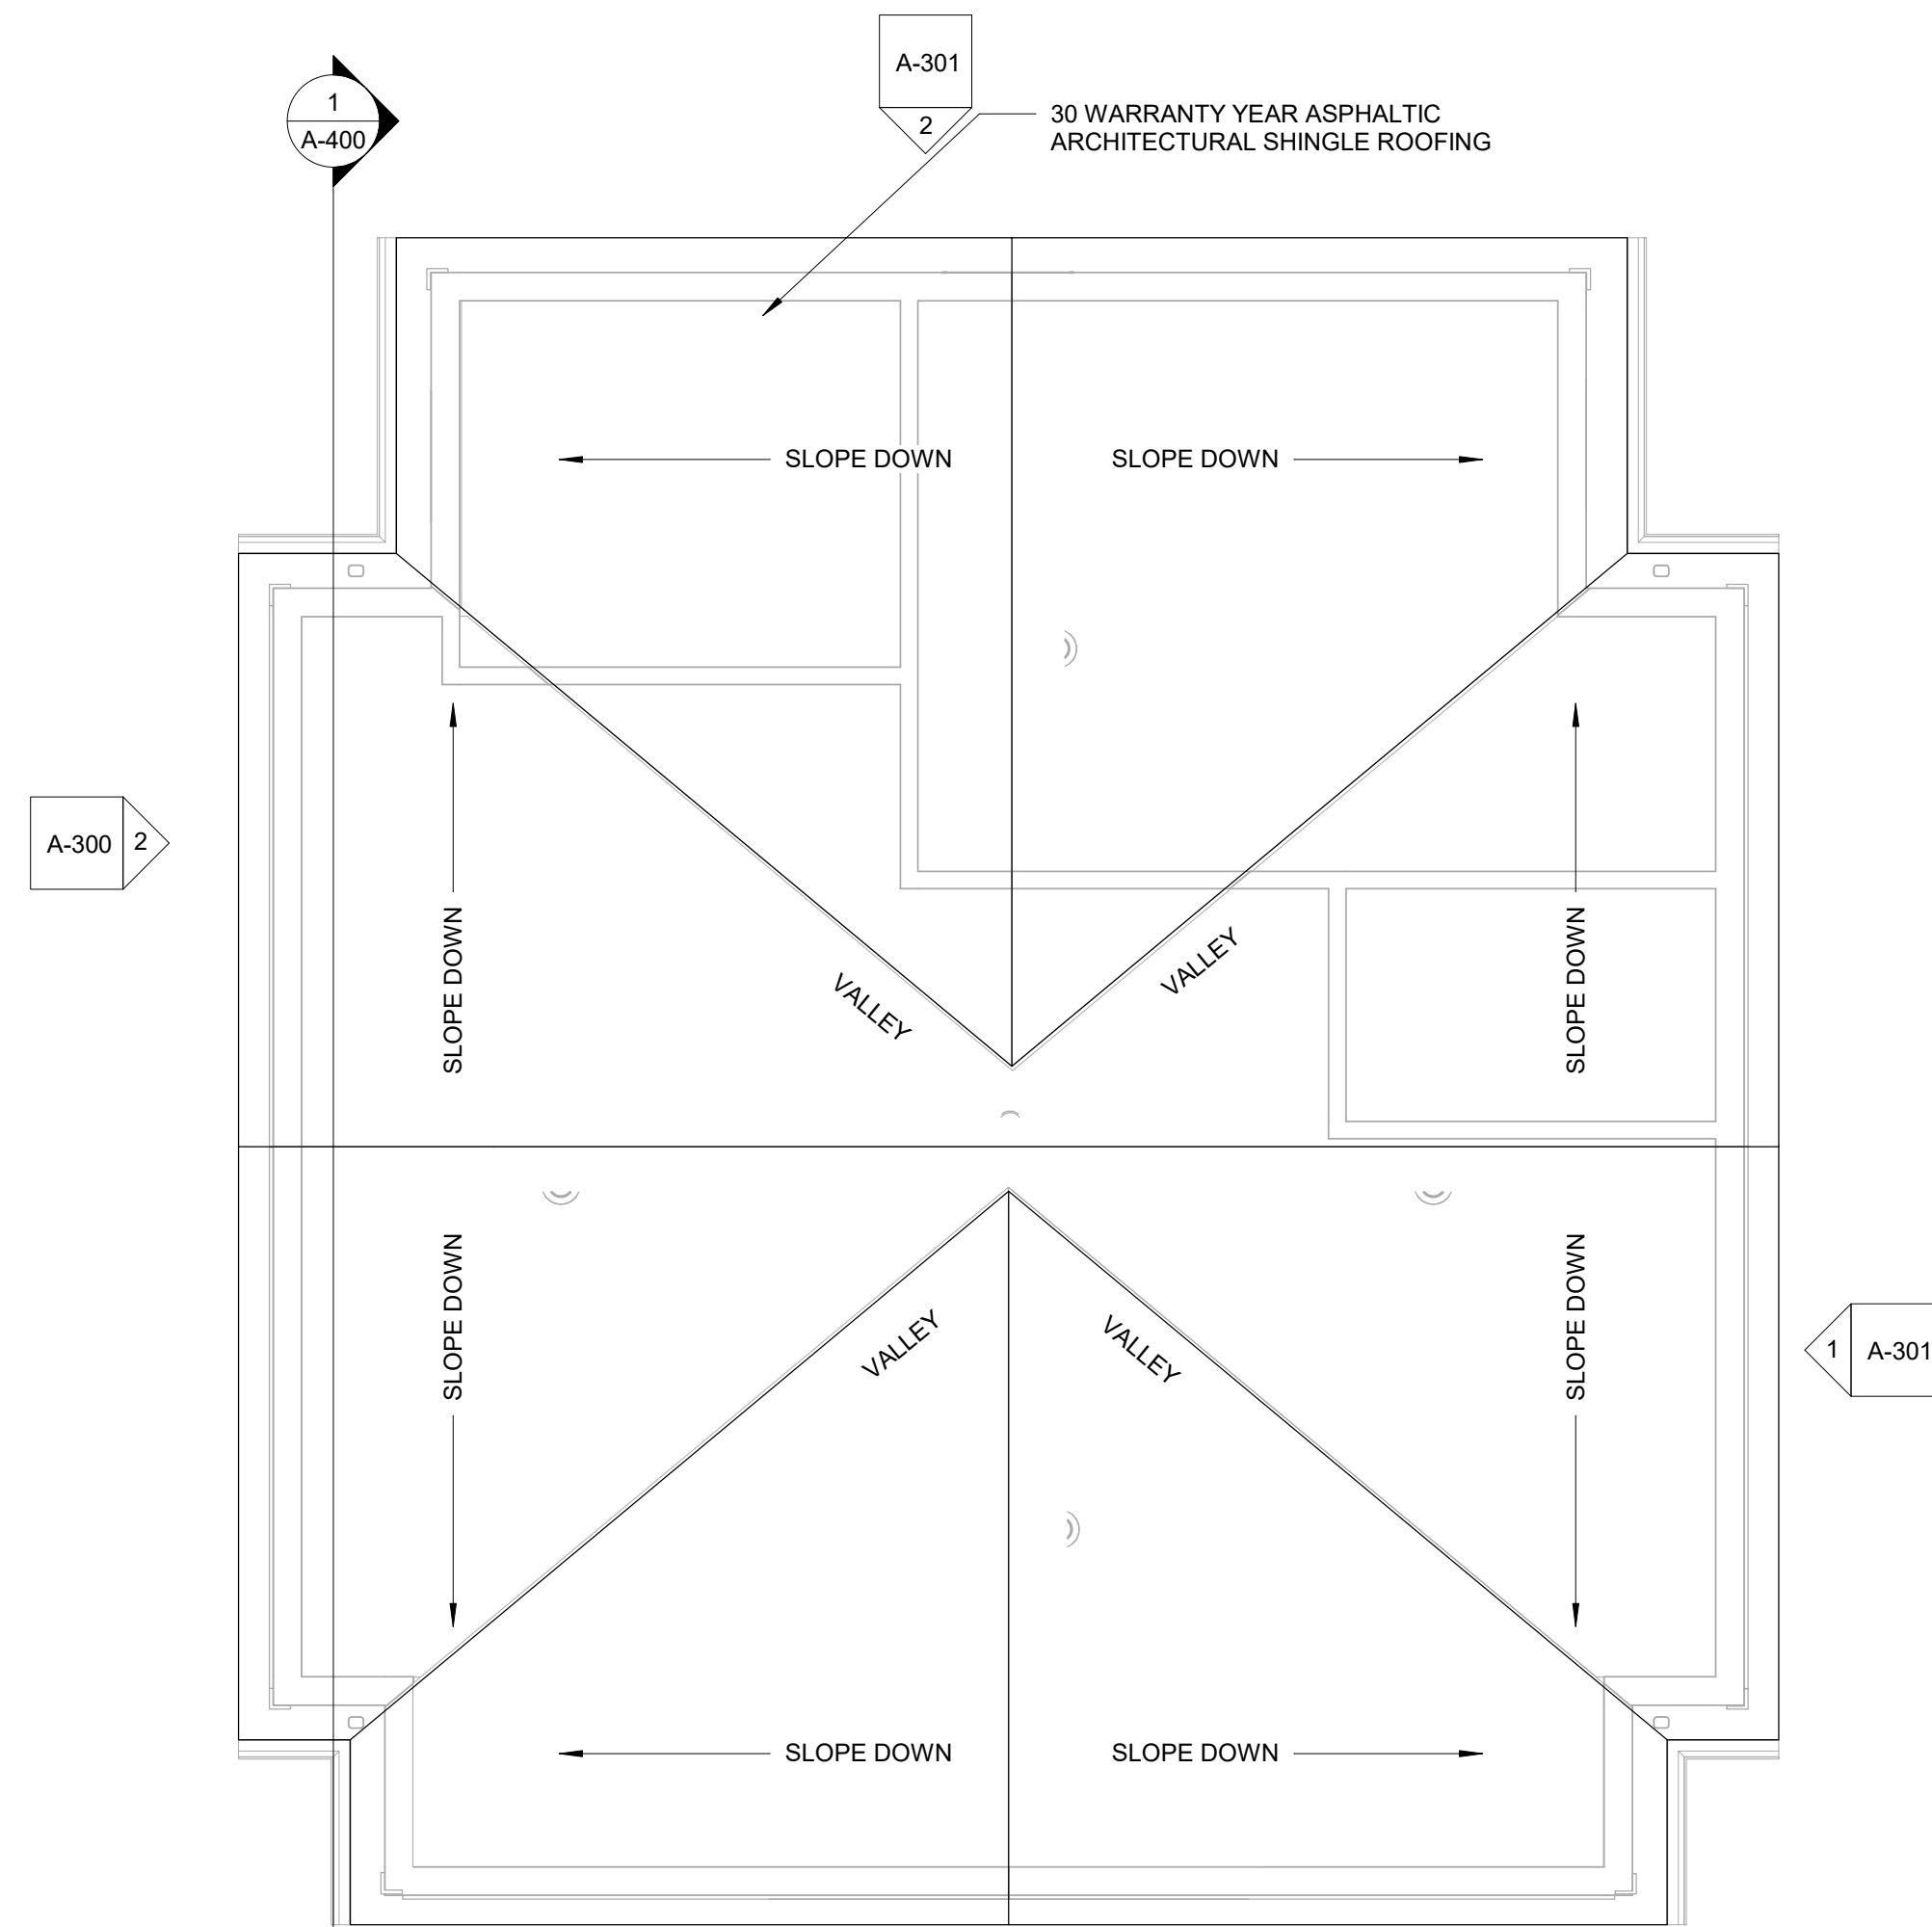 A-301
2
1
A-400
30 WARRANTY YEAR ASPHALTIC
ARCHITECTURAL SHINGLE ROOFING
SLOPE DOWN
SLOPE DOWN
A-300
2
SLOPE DOWN
VALLEY
VALLEY
SLOPE DOWN
SLOPE DOWN
VALLEY
VALLEY
SLOPE DOWN
1
A-301
SLOPE DOWN
SLOPE DOWN